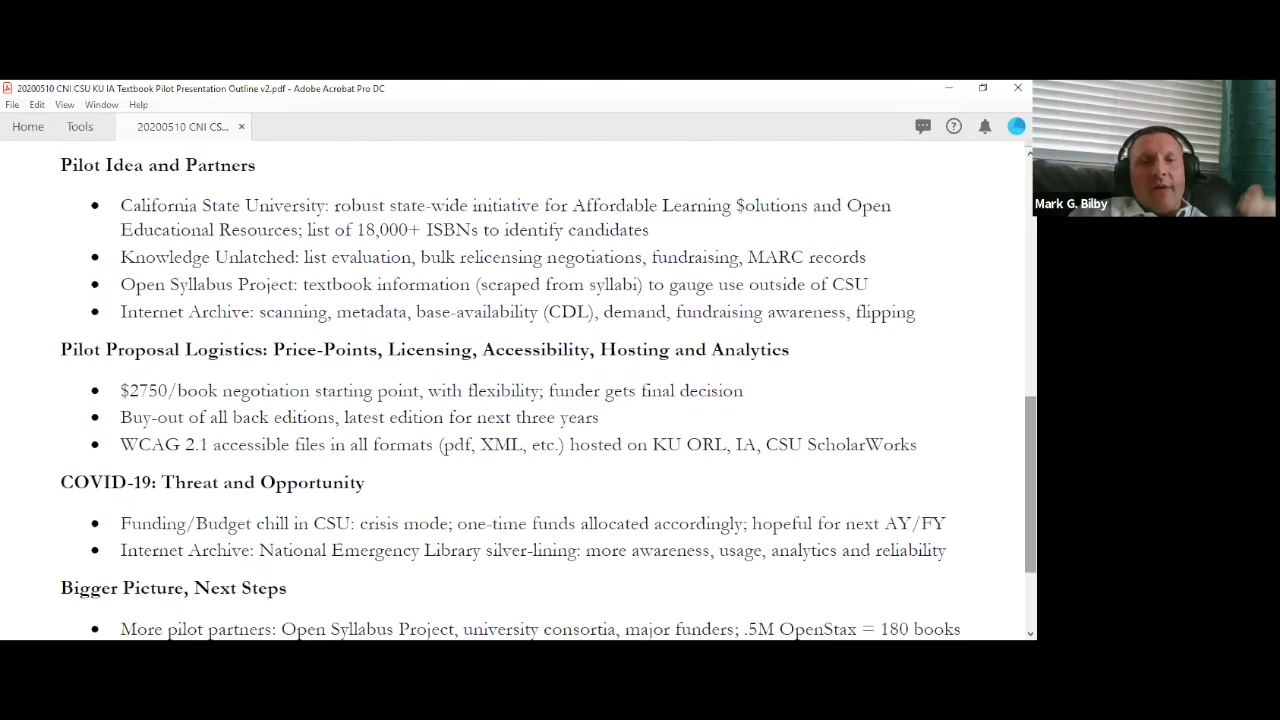 20200510 CNI CSU KU IA Textbook Pilot Presentation Outline v2.pdf - Adobe Acrobat Pro DC
File Edit View Window Help
Home Tools 20200510 CNI CS... ×
Pilot Idea and Partners
• California State University: robust state-wide initiative for Affordable Learning $olutions and Open
Educational Resources; list of 18,000+ ISBNs to identify candidates
• Knowledge Unlatched: list evaluation, bulk relicensing negotiations, fundraising, MARC records
• Open Syllabus Project: textbook information (scraped from syllabi) to gauge use outside of CSU
• Internet Archive: scanning, metadata, base-availability (CDL), demand, fundraising awareness, flipping
Pilot Proposal Logistics: Price-Points, Licensing, Accessibility, Hosting and Analytics
• $2750/book negotiation starting point, with flexibility; funder gets final decision
• Buy-out of all back editions, latest edition for next three years
• WCAG 2.1 accessible files in all formats (pdf, XML, etc.) hosted on KU ORL, IA, CSU ScholarWorks
COVID-19: Threat and Opportunity
• Funding/Budget chill in CSU: crisis mode; one-time funds allocated accordingly; hopeful for next AY/FY
• Internet Archive: National Emergency Library silver-lining: more awareness, usage, analytics and reliability
Bigger Picture, Next Steps
• More pilot partners: Open Syllabus Project, university consortia, major funders; .5M OpenStax = 180 books
Mark G. Bilby